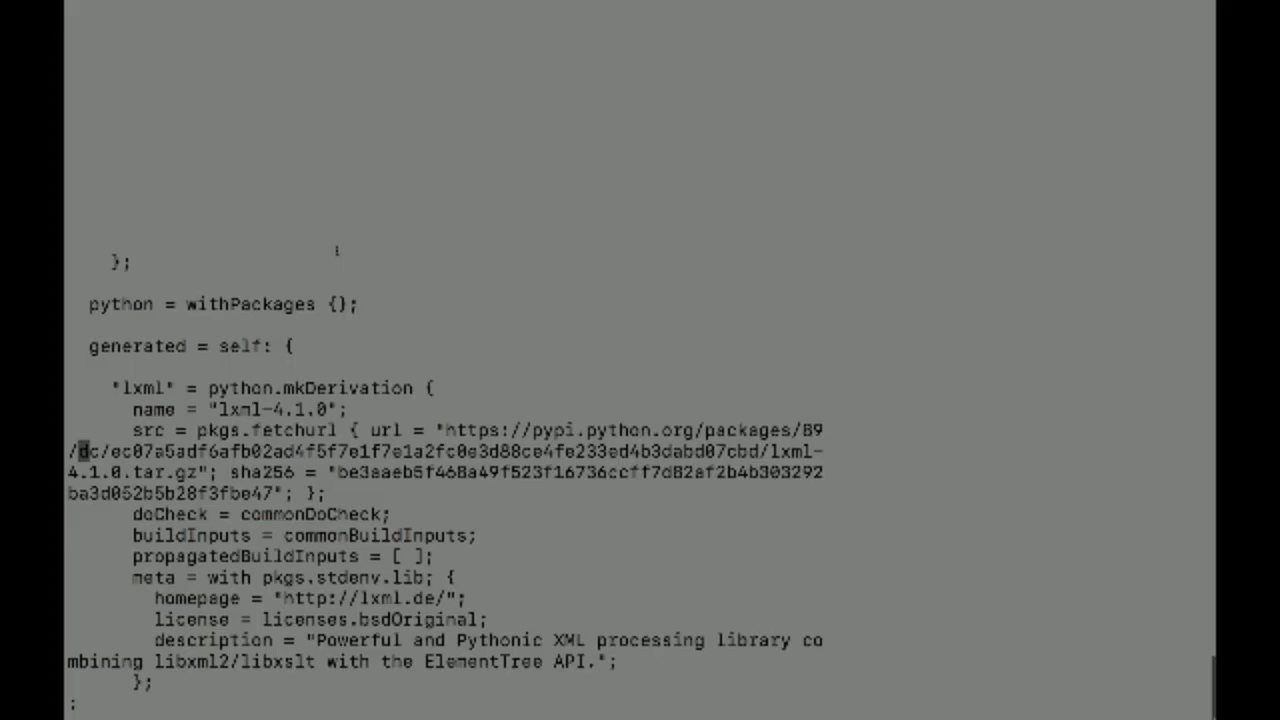 };
python = withPackages {};
generated = self: {
"lxml" = python.mkDerivation {
name = "lxml-4.1.0";
src = pkgs.fetchurl { url = "https://pypi.python.org/packages/89
/dc/ec07a5adf6afb02ad4f5f7e1f7e1a2fc0e3d88ce4fe233ed4b3dabd07cbd/lxml-
4.1.0.tar.gz"; sha256 = "be3aaeb5f468a49f523f16736ccff7d82af2b4b303292
ba3d052b5b28f3fbe47"; };
doCheck = commonDoCheck;
buildInputs = commonBuildInputs;
propagatedBuildInputs = [ ];
meta = with pkgs.stdenv.lib; {
homepage = "http://lxml.de/";
license = licenses.bsdOriginal;
description = "Powerful and Pythonic XML processing library co
mbining libxml2/libxslt with the ElementTree API.";
};
: